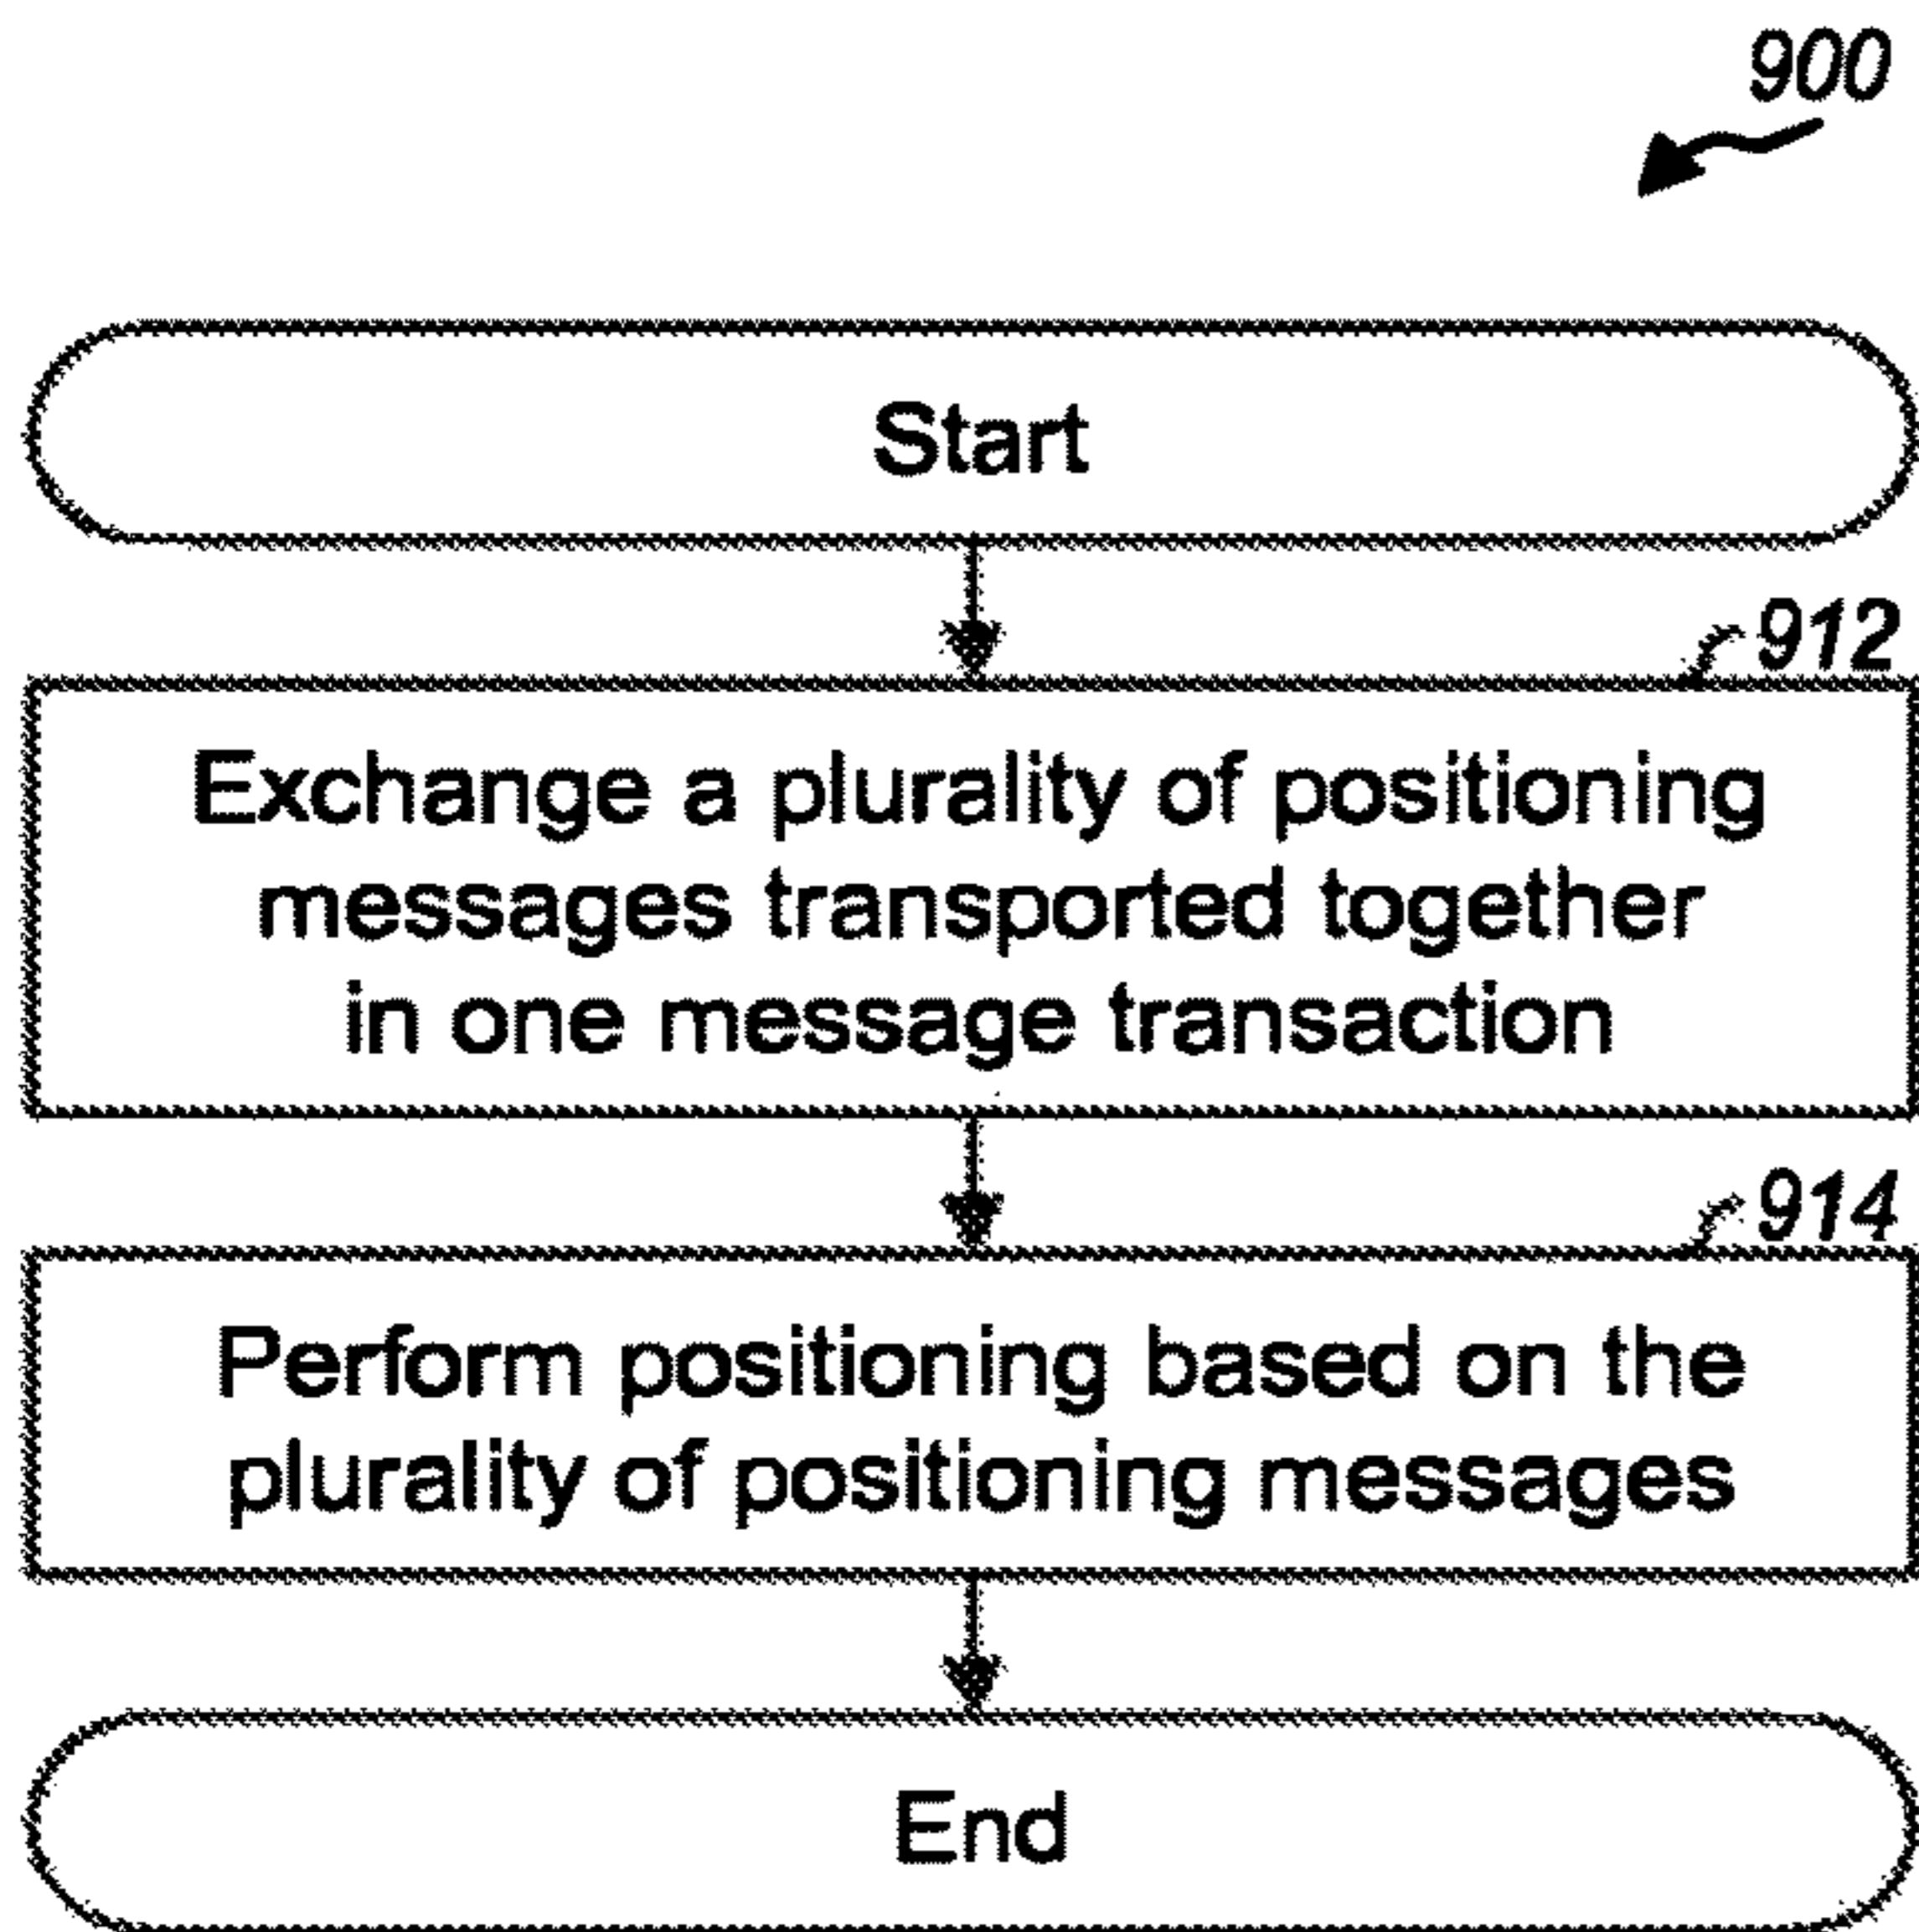 900
Start
912
Exchange a plurality of positioning
messages transported together
in one message transaction
914
Perform positioning based on the
plurality of positioning messages
End